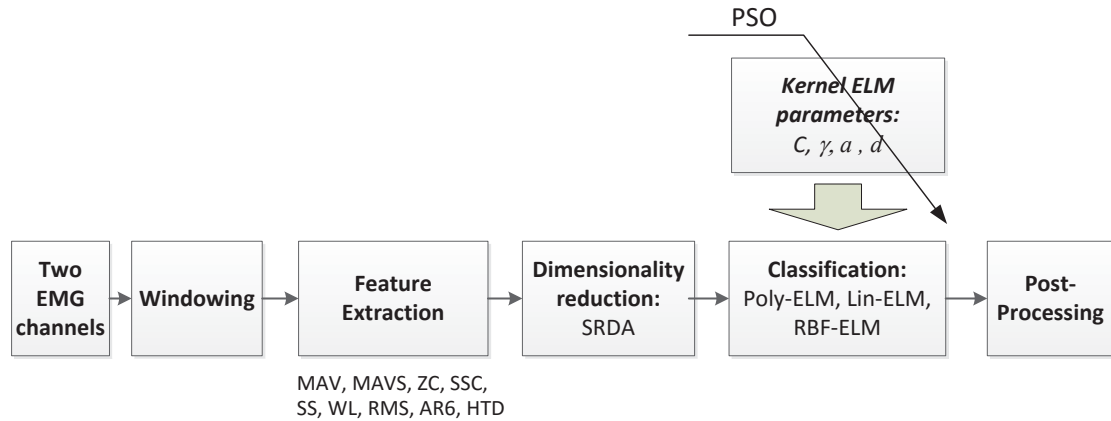 PSO
Kernel ELM
parameters:
C, γ, a , d
Two
EMG
channels
Windowing
Feature
Extraction
Dimensionality
reduction:
SRDA
Classification:
Poly-ELM, Lin-ELM,
RBF-ELM
Post-
Processing
MAV, MAVS, ZC, SSC,
SS, WL, RMS, AR6, HTD